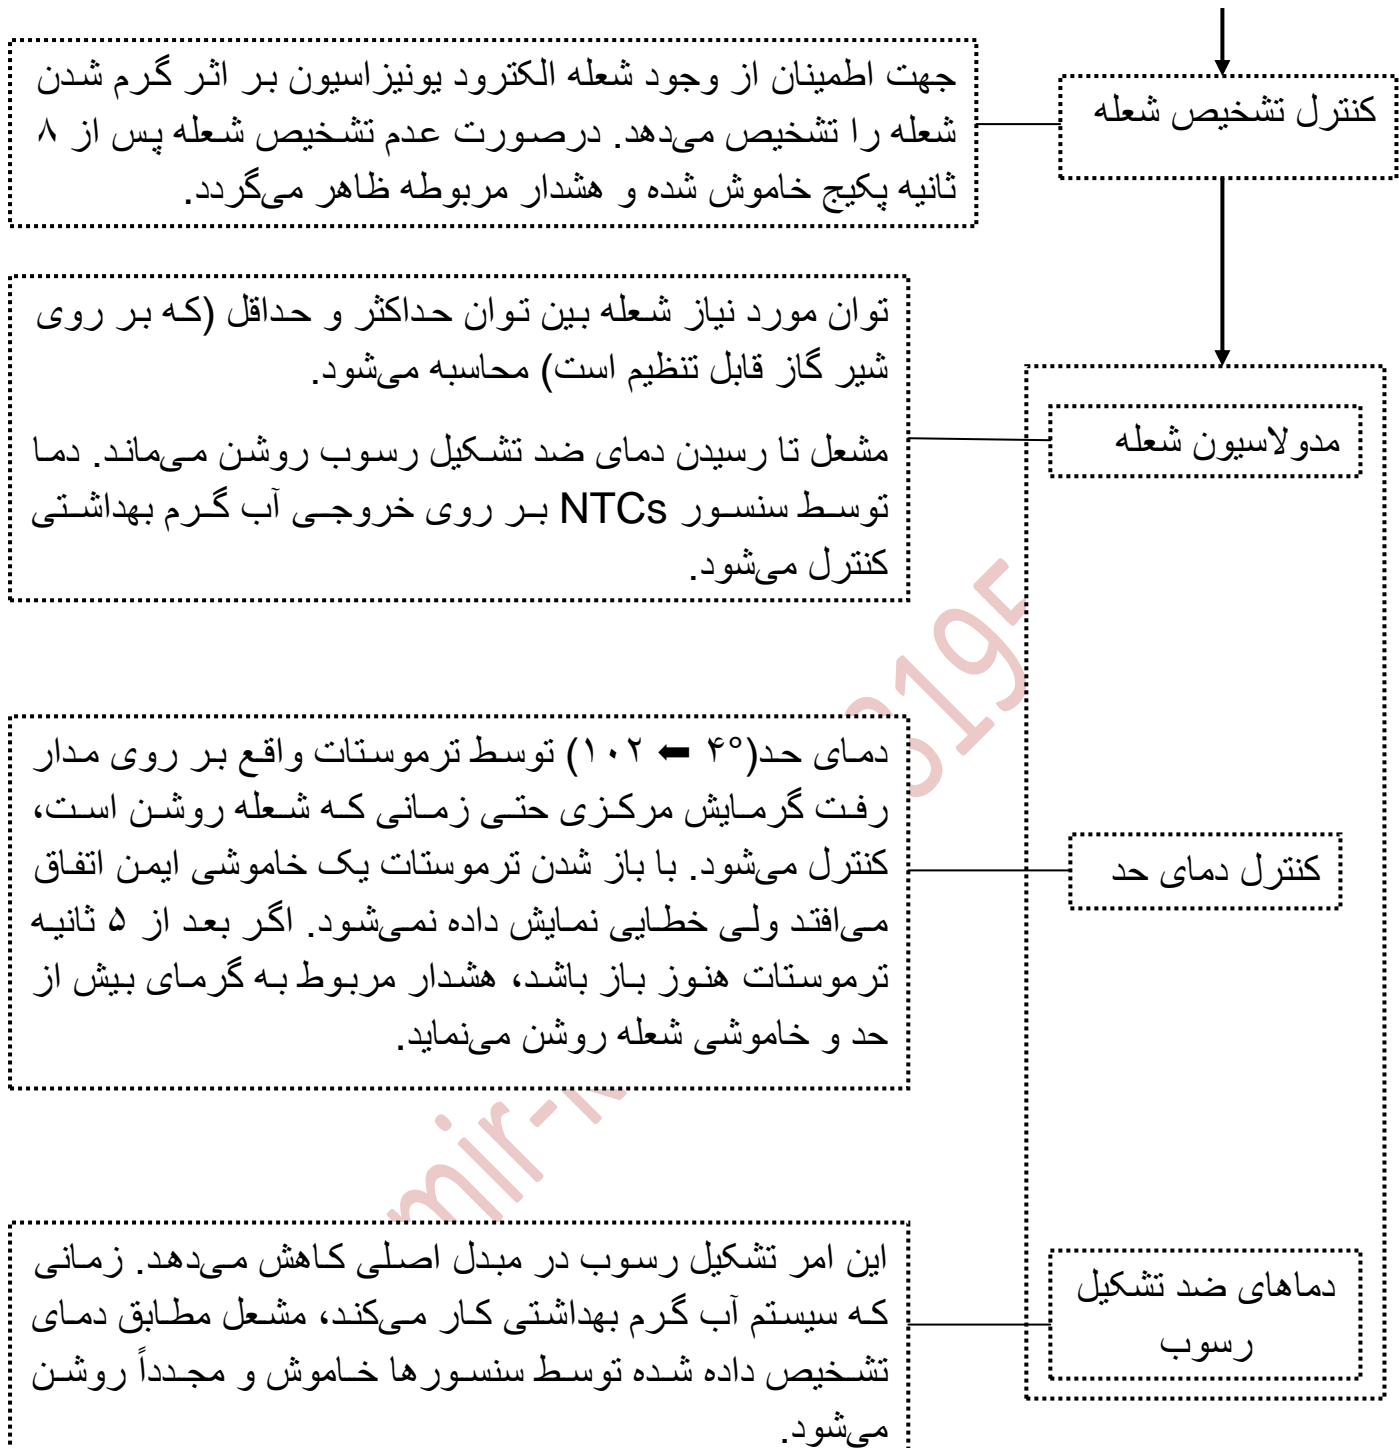 کنترل تشخیص شعله
جهت اطمینان از وجود شعله الکترود یونیزاسیون بر اثر گرم شدن
شعله را تشخیص می‌دهد. درصورت عدم تشخیص شعله پس از ۸
ثانیه پکیج خاموش شده و هشدار مربوطه ظاهر می‌گردد.
مدولاسیون شعله
توان مورد نیاز شعله بین توان حداکثر و حداقل (که بر روی
شیر گاز قابل تنظیم است) محاسبه می‌شود.
مشعل تا رسیدن دمای ضد تشکیل رسوب روشن می‌ماند. دما
توسط سنسور NTCs بر روی خروجی آب گرم بهداشتی
کنترل می‌شود.
کنترل دمای حد
دمای حد(۱۰۲ ⬅ ۴°) توسط ترموستات واقع بر روی مدار
رفت گرمایش مرکزی حتی زمانی که شعله روشن است،
کنترل می‌شود. با باز شدن ترموستات یک خاموشی ایمن اتفاق
می‌افتد ولی خطایی نمایش داده نمی‌شود. اگر بعد از ۵ ثانیه
ترموستات هنوز باز باشد، هشدار مربوط به گرمای بیش از
حد و خاموشی شعله روشن می‌نماید.
دماهای ضد تشکیل
رسوب
این امر تشکیل رسوب در مبدل اصلی کاهش می‌دهد. زمانی
که سیستم آب گرم بهداشتی کار می‌کند، مشعل مطابق دمای
تشخیص داده شده توسط سنسورها خاموش و مجدداً روشن
می‌شود.